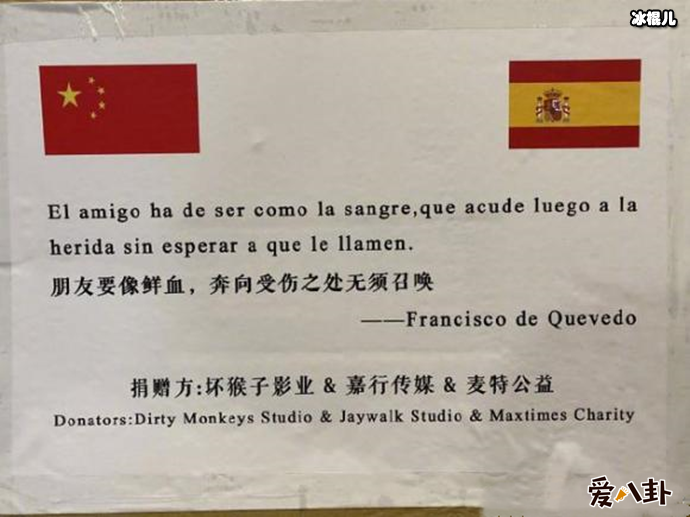 冰棍儿
El amigo ha de ser como la sangre,que acude luego a la
herida sin esperar a que le llamen.
朋友要像鲜血，奔向受伤之处无须召唤
——Francisco de Quevedo
捐赠方:坏猴子影业 & 嘉行传媒 & 麦特公益
Donators:Dirty Monkeys Studio & Jaywalk Studio & Maxtimes Charity
爱八卦